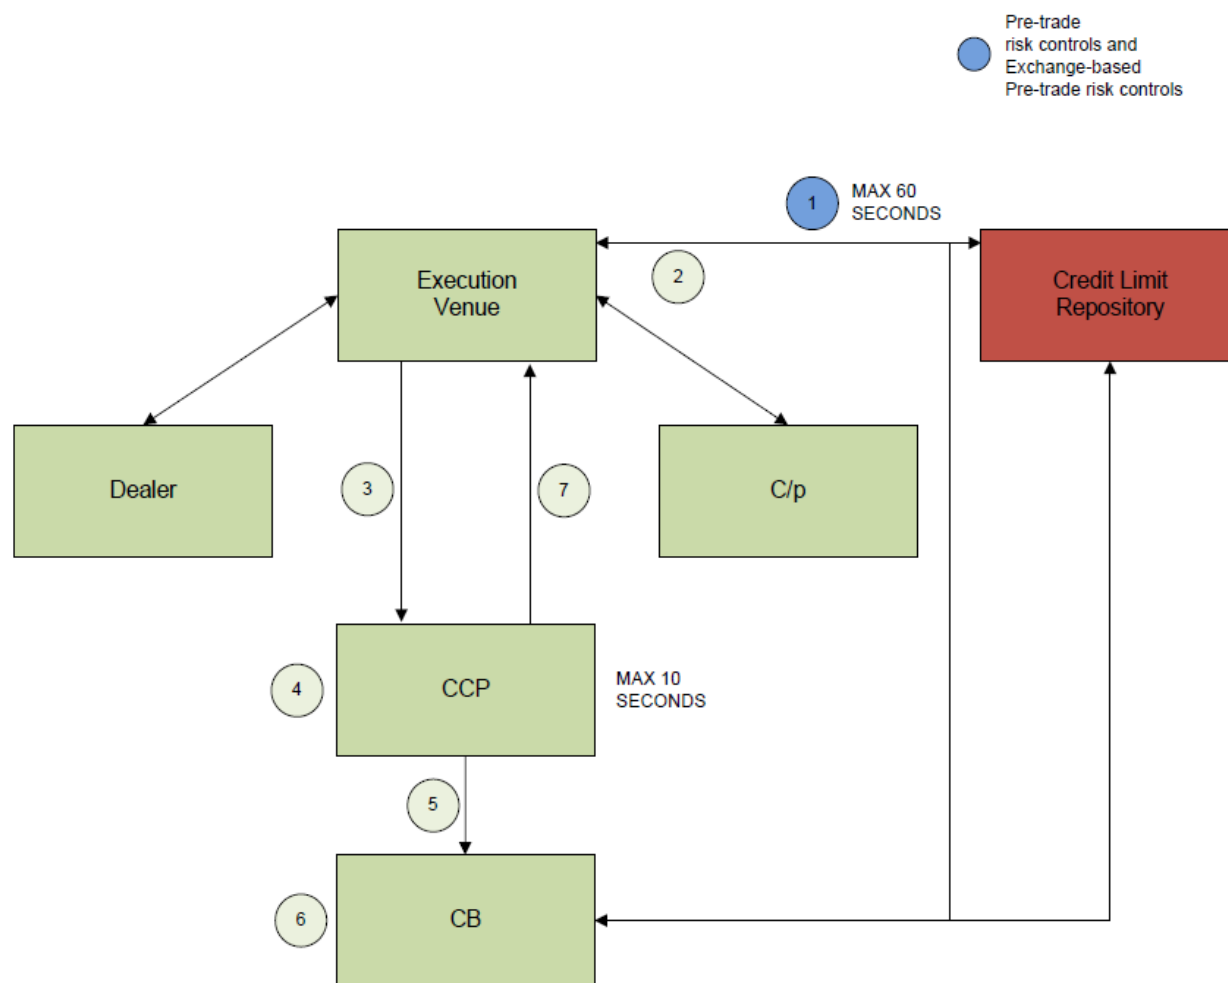 Pre-trade
risk controls and
Exchange-based
Pre-trade risk controls
1
MAX 60
SECONDS
Execution
Venue
2
Credit Limit
Repository
Dealer
3
7
C/p
4
CCP
MAX 10
SECONDS
5
6
CB